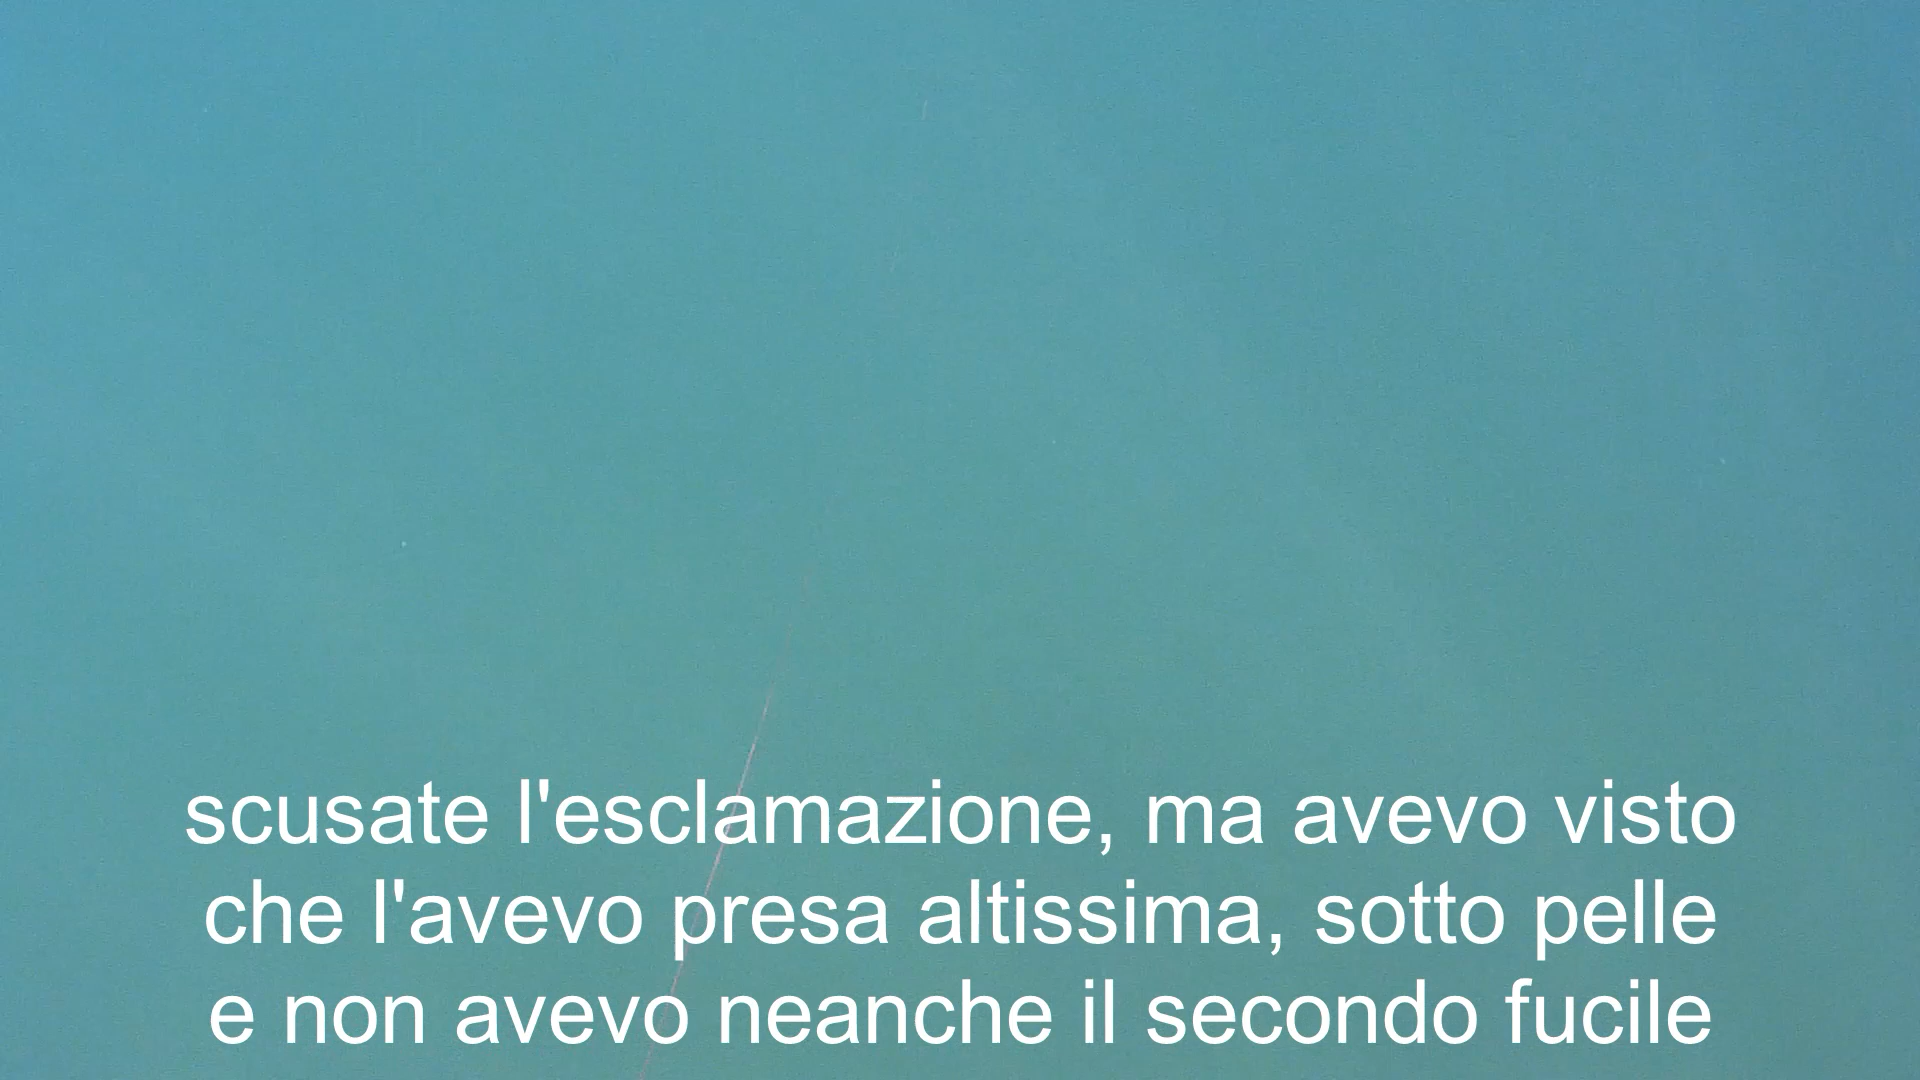 scusate l'esclamazione, ma avevo visto
che l'avevo presa altissima, sotto pelle
e non avevo neanche il secondo fucile